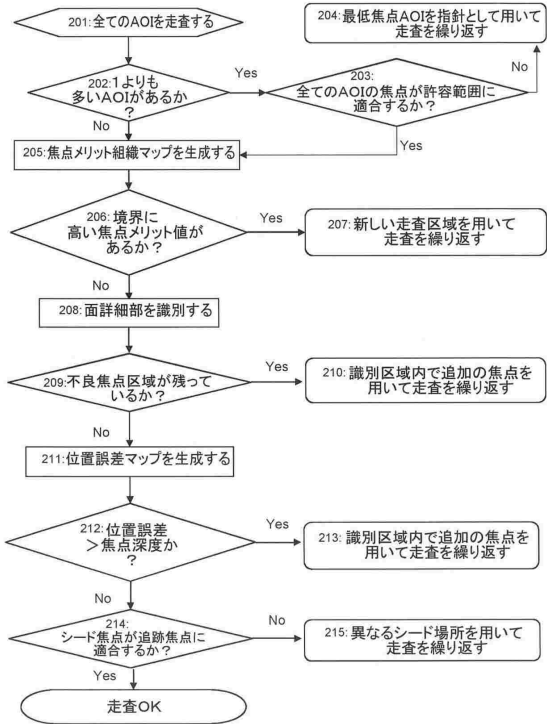 201: 全てのAOIを走査する
204: 最低焦点AOIを指針として用いて
走査を繰り返す
202: 1よりも
多いAOIがあるか
?
Yes
203:
全てのAOIの焦点が許容範囲に
適合するか?
No
No
Yes
205: 焦点メリット組織マップを生成する
206: 境界に
高い焦点メリット値が
あるか?
Yes
207: 新しい走査区域を用いて
走査を繰り返す
No
208: 面詳細部を識別する
209:不良焦点区域が残って
いるか?
Yes
210: 識別区域内で追加の焦点を
用いて走査を繰り返す
No
211: 位置誤差マップを生成する
212: 位置誤差
>焦点深度か
?
Yes
213: 識別区域内で追加の焦点
を用いて走査を繰り返す
No
214:
シード焦点が追跡焦点に
適合するか?
No
215: 異なるシード場所を用いて
走査を繰り返す
Yes
走査OK